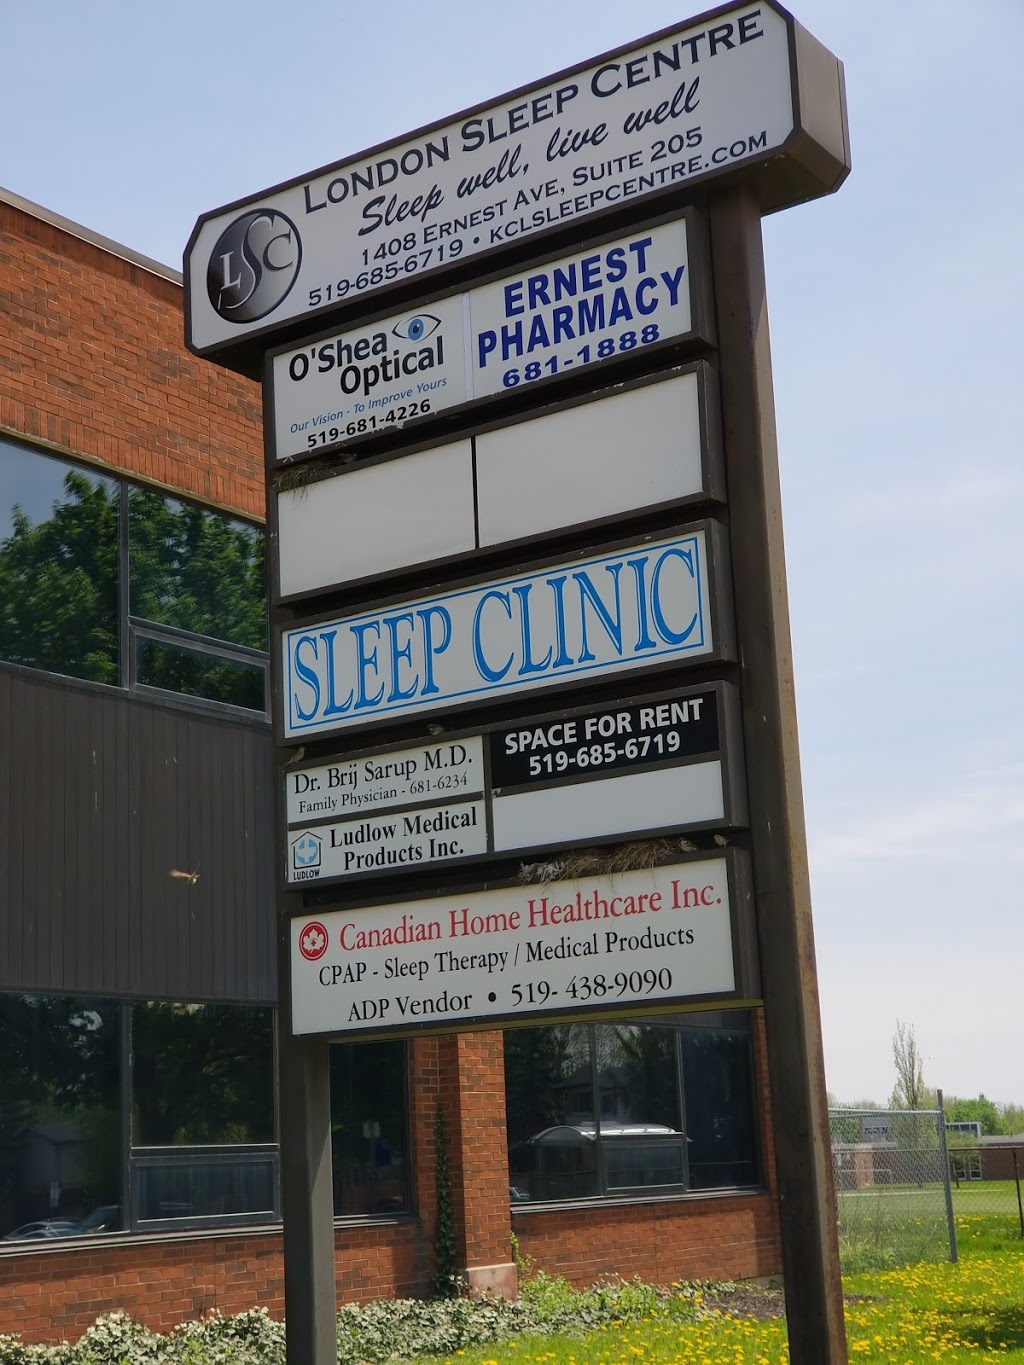 LONDON SLEEP CENTRE
Sleep well, live well
1408 ERNEST AVE, SUITE 205
519-685-6719 • KCLSLEEPCENTRE.COM
LSC
O'Shea
Optical
Our Vision - To Improve Yours
519-681-4226
ERNEST
PHARMACY
681-1888
SLEEP CLINIC
Dr. Brij Sarup M.D.
Family Physician - 681-6234
SPACE FOR RENT
519-685-6719
LUDLOW
Ludlow Medical
Products Inc.
Canadian Home Healthcare Inc.
CPAP - Sleep Therapy / Medical Products
ADP Vendor • 519- 438-9090